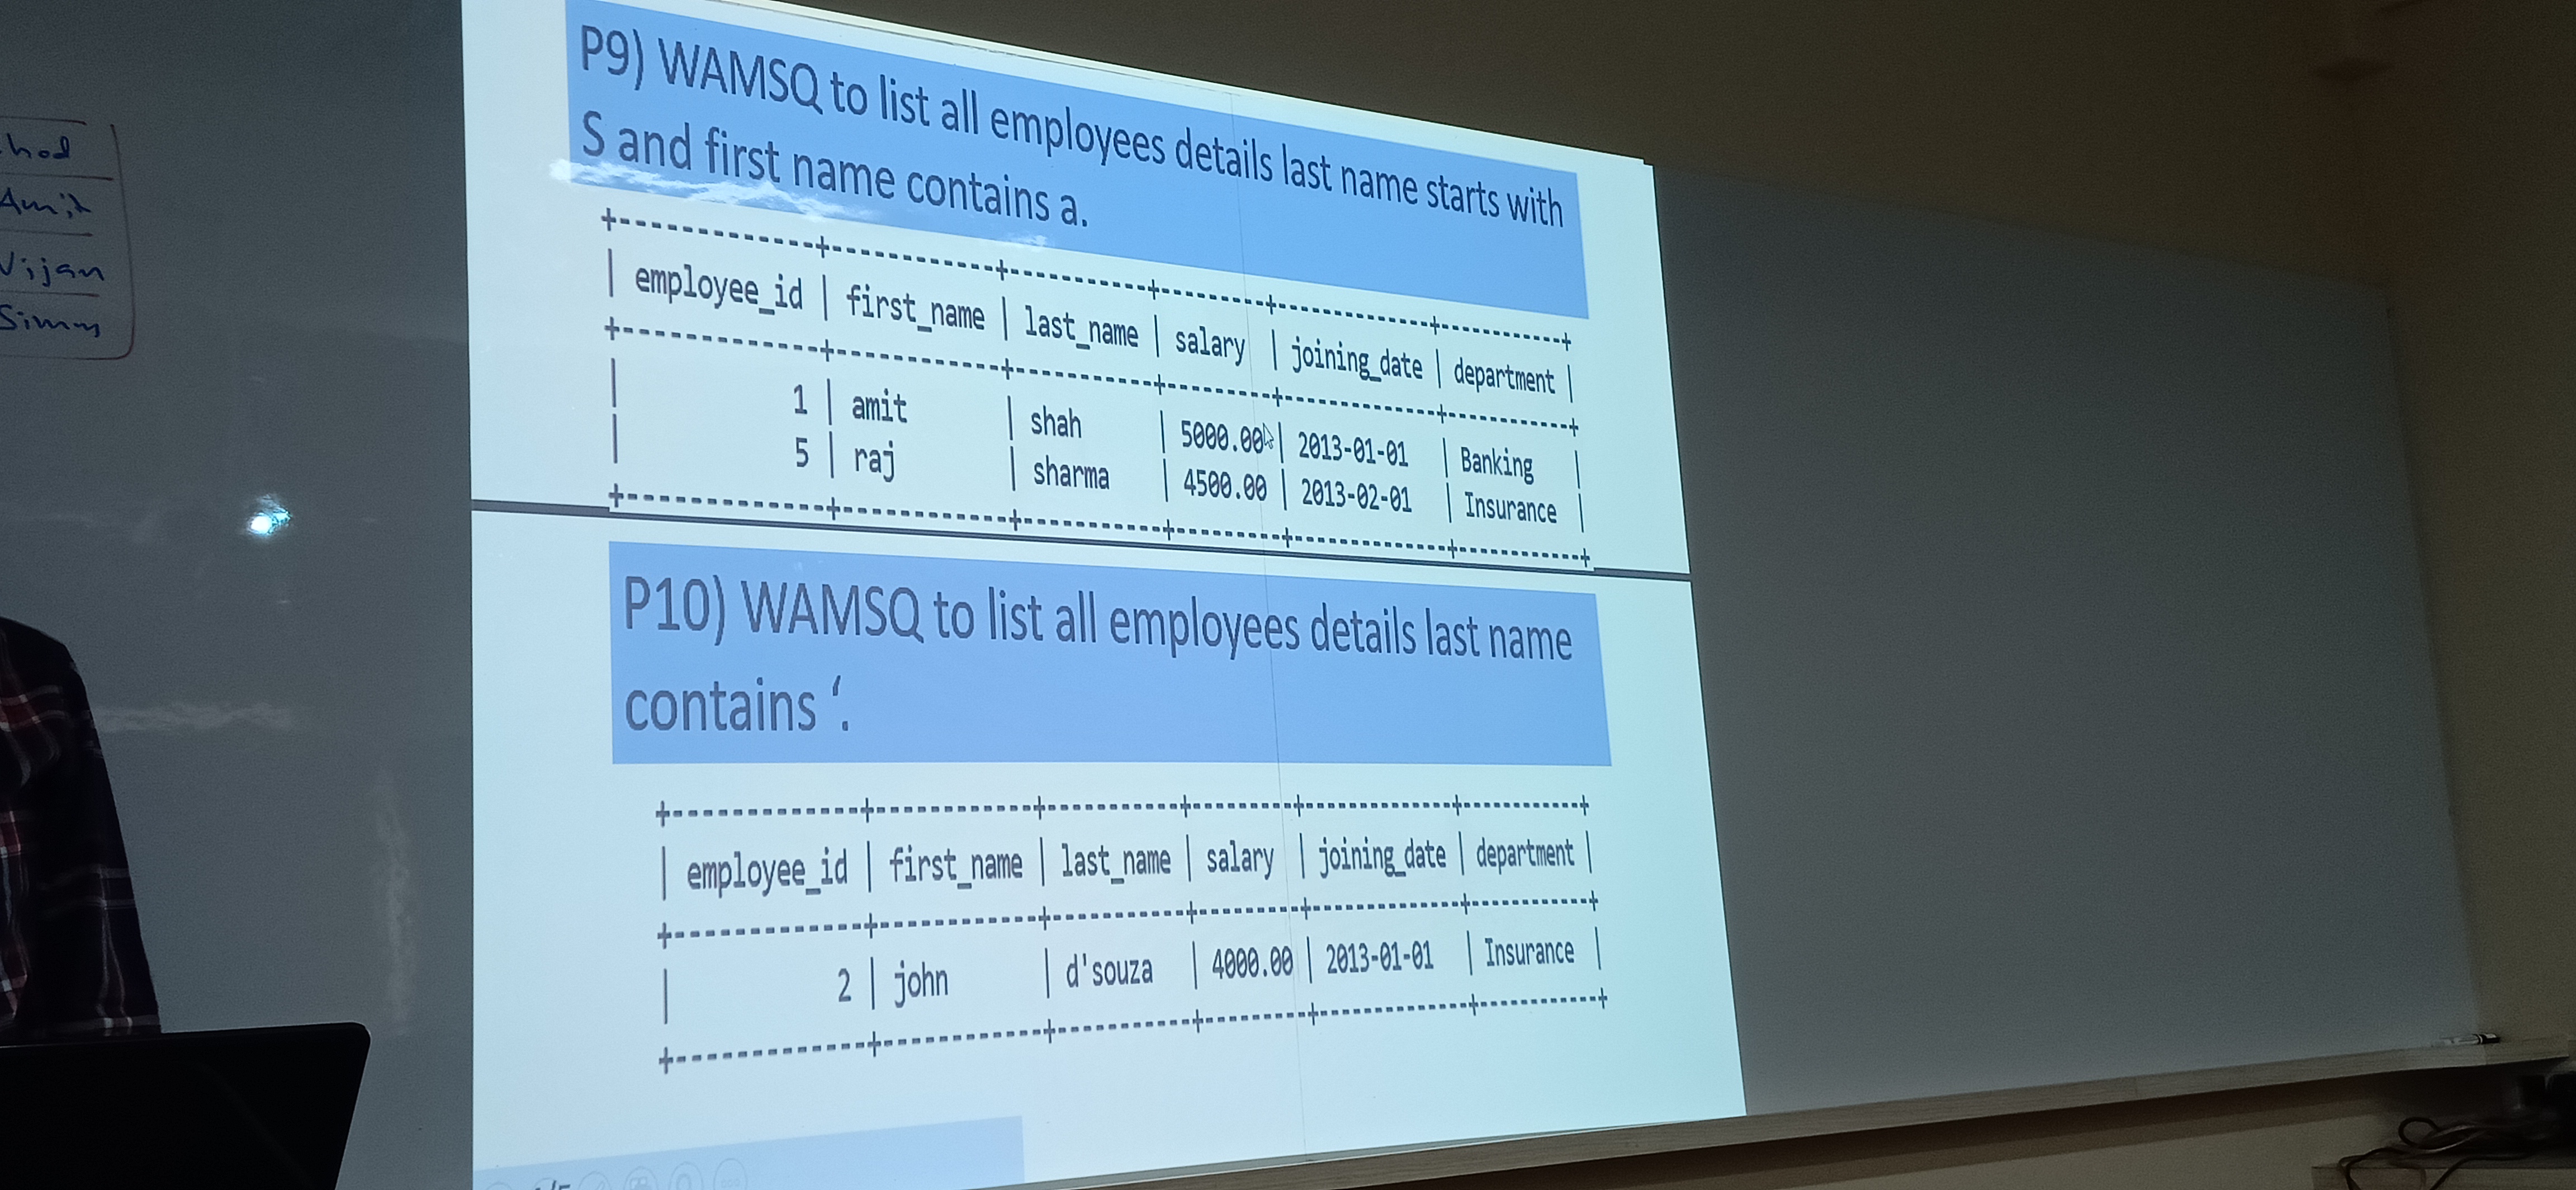 hod
Amit
Vijan
P9) WAMSQ to list all employees details last name starts with
S and first name contains a.
+-------------+------------+-----------+---------+--------------+------------+
| employee_id | first_name | last_name | salary | joining_date | department |
+-------------+------------+-----------+---------+--------------+------------+
| 1 | amit | shah | 5000.00 | 2013-01-01 | Banking |
| 5 | raj | sharma | 4500.00 | 2013-02-01 | Insurance |
+-------------+------------+-----------+---------+--------------+------------+
P10) WAMSQ to list all employees details last name
contains ‘.
+-------------+------------+-----------+---------+--------------+------------+
| employee_id | first_name | last_name | salary | joining_date | department |
+-------------+------------+-----------+---------+--------------+------------+
| 2 | john | d'souza | 4000.00 | 2013-01-01 | Insurance |
+-------------+------------+-----------+---------+--------------+------------+